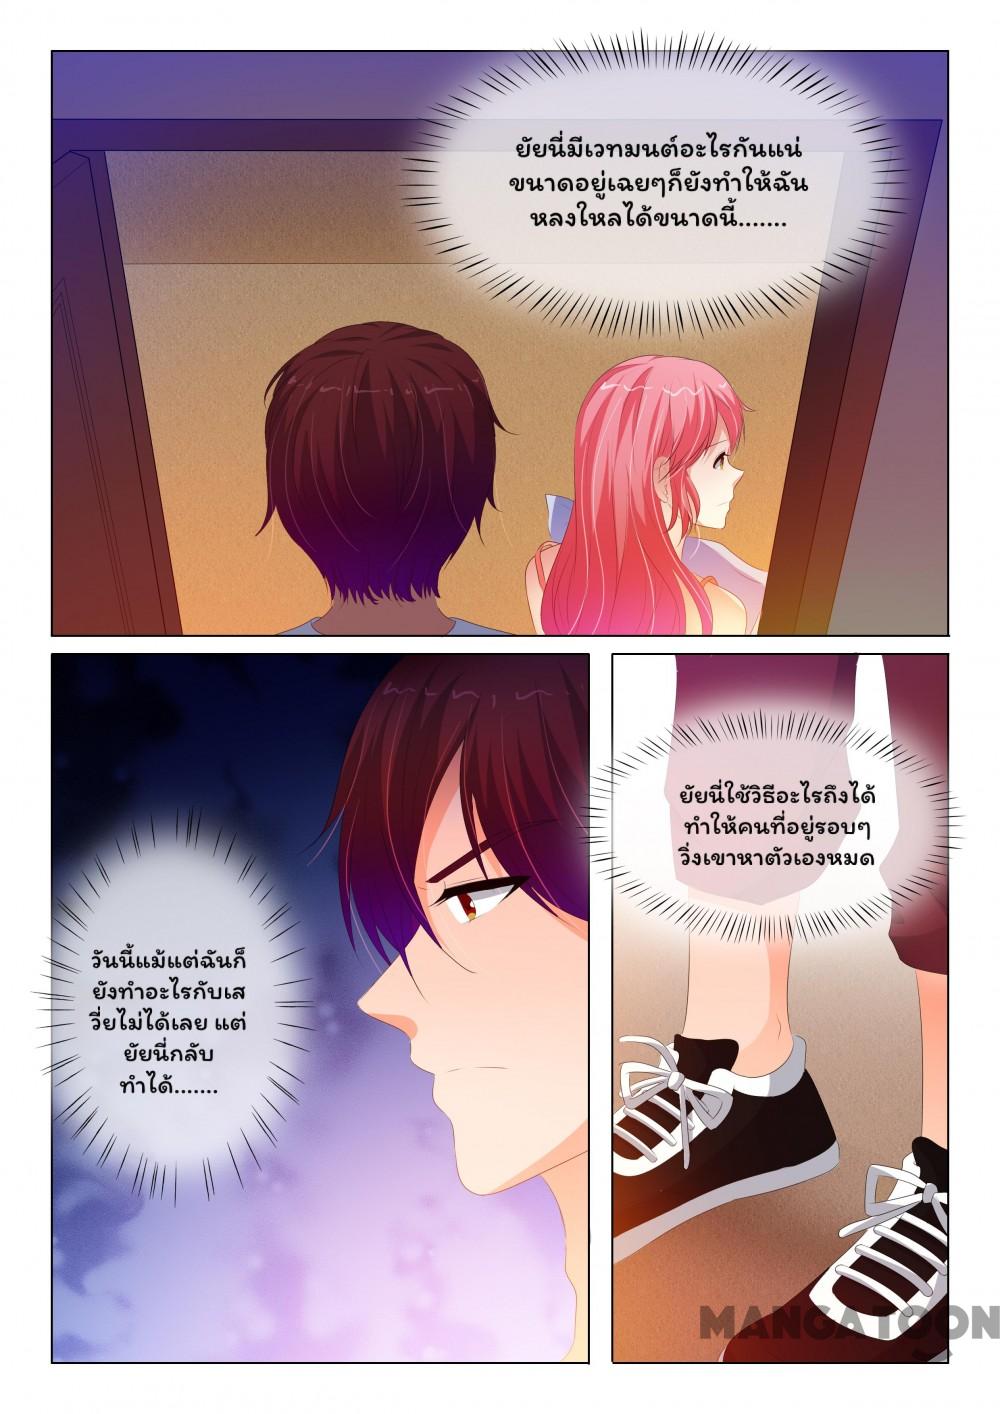 ยัยนี่มีเวทมนต์อะไรกันแน่
ขนาดอยู่เฉยๆก็ยังทำให้ฉัน
หลงใหลได้ขนาดนี้.......
วันนี้แม้แต่ฉันก็
ยังทำอะไรกับเส
วี่ยไม่ได้เลย แต่
ยัยนี่กลับ
ทำได้.......
ยัยนี่ใช้วิธีอะไรถึงได้
ทำให้คนที่อยู่รอบๆ
วิ่งเขาหาตัวเองหมด
MANGATOON